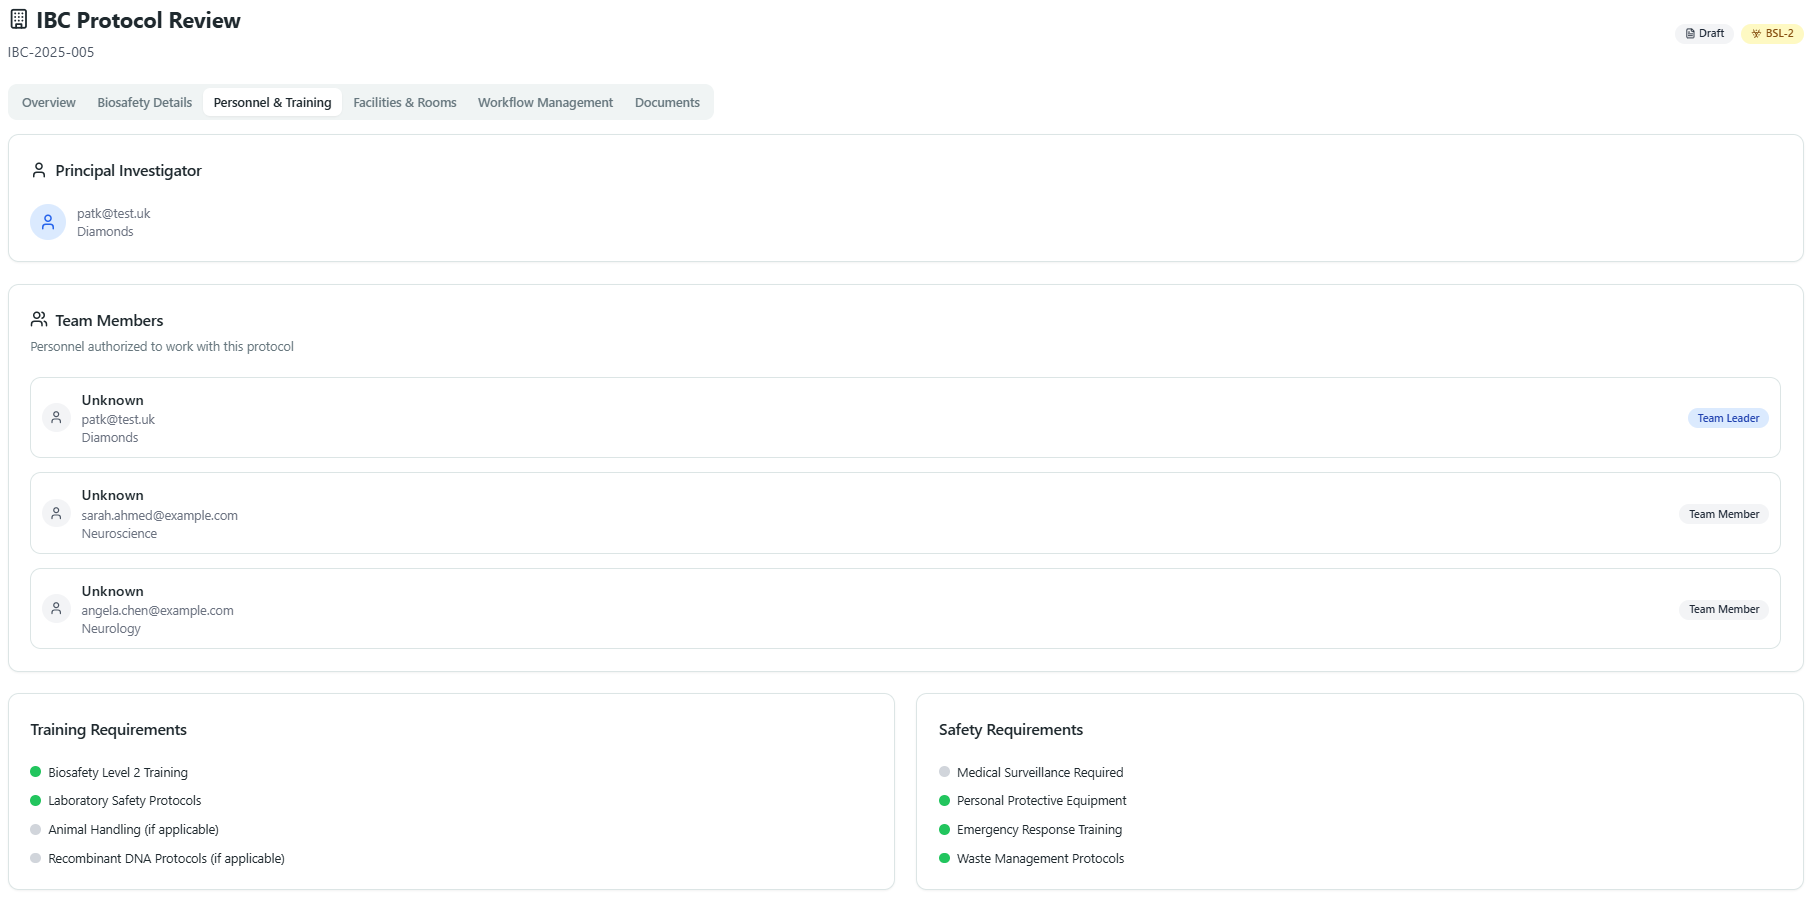 IBC Protocol Review
IBC-2025-005
Draft
BSL-2
Overview
Biosafety Details
Personnel & Training
Facilities & Rooms
Workflow Management
Documents
Principal Investigator
patk@test.uk
Diamonds
Team Members
Personnel authorized to work with this protocol
Unknown
patk@test.uk
Diamonds
Team Leader
Unknown
sarah.ahmed@example.com
Neuroscience
Team Member
Unknown
angela.chen@example.com
Neurology
Team Member
Training Requirements
Biosafety Level 2 Training
Laboratory Safety Protocols
Animal Handling (if applicable)
Recombinant DNA Protocols (if applicable)
Safety Requirements
Medical Surveillance Required
Personal Protective Equipment
Emergency Response Training
Waste Management Protocols